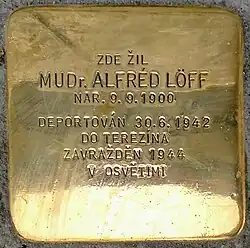 ZDE ŽIL
MUDr. ALFRÉD LÖFF
NAR. 9.9.1900
DEPORTOVÁN 30.6.1942
DO TEREZÍNA
ZAVRAŽDĚN 1944
V OSVĚTIMI